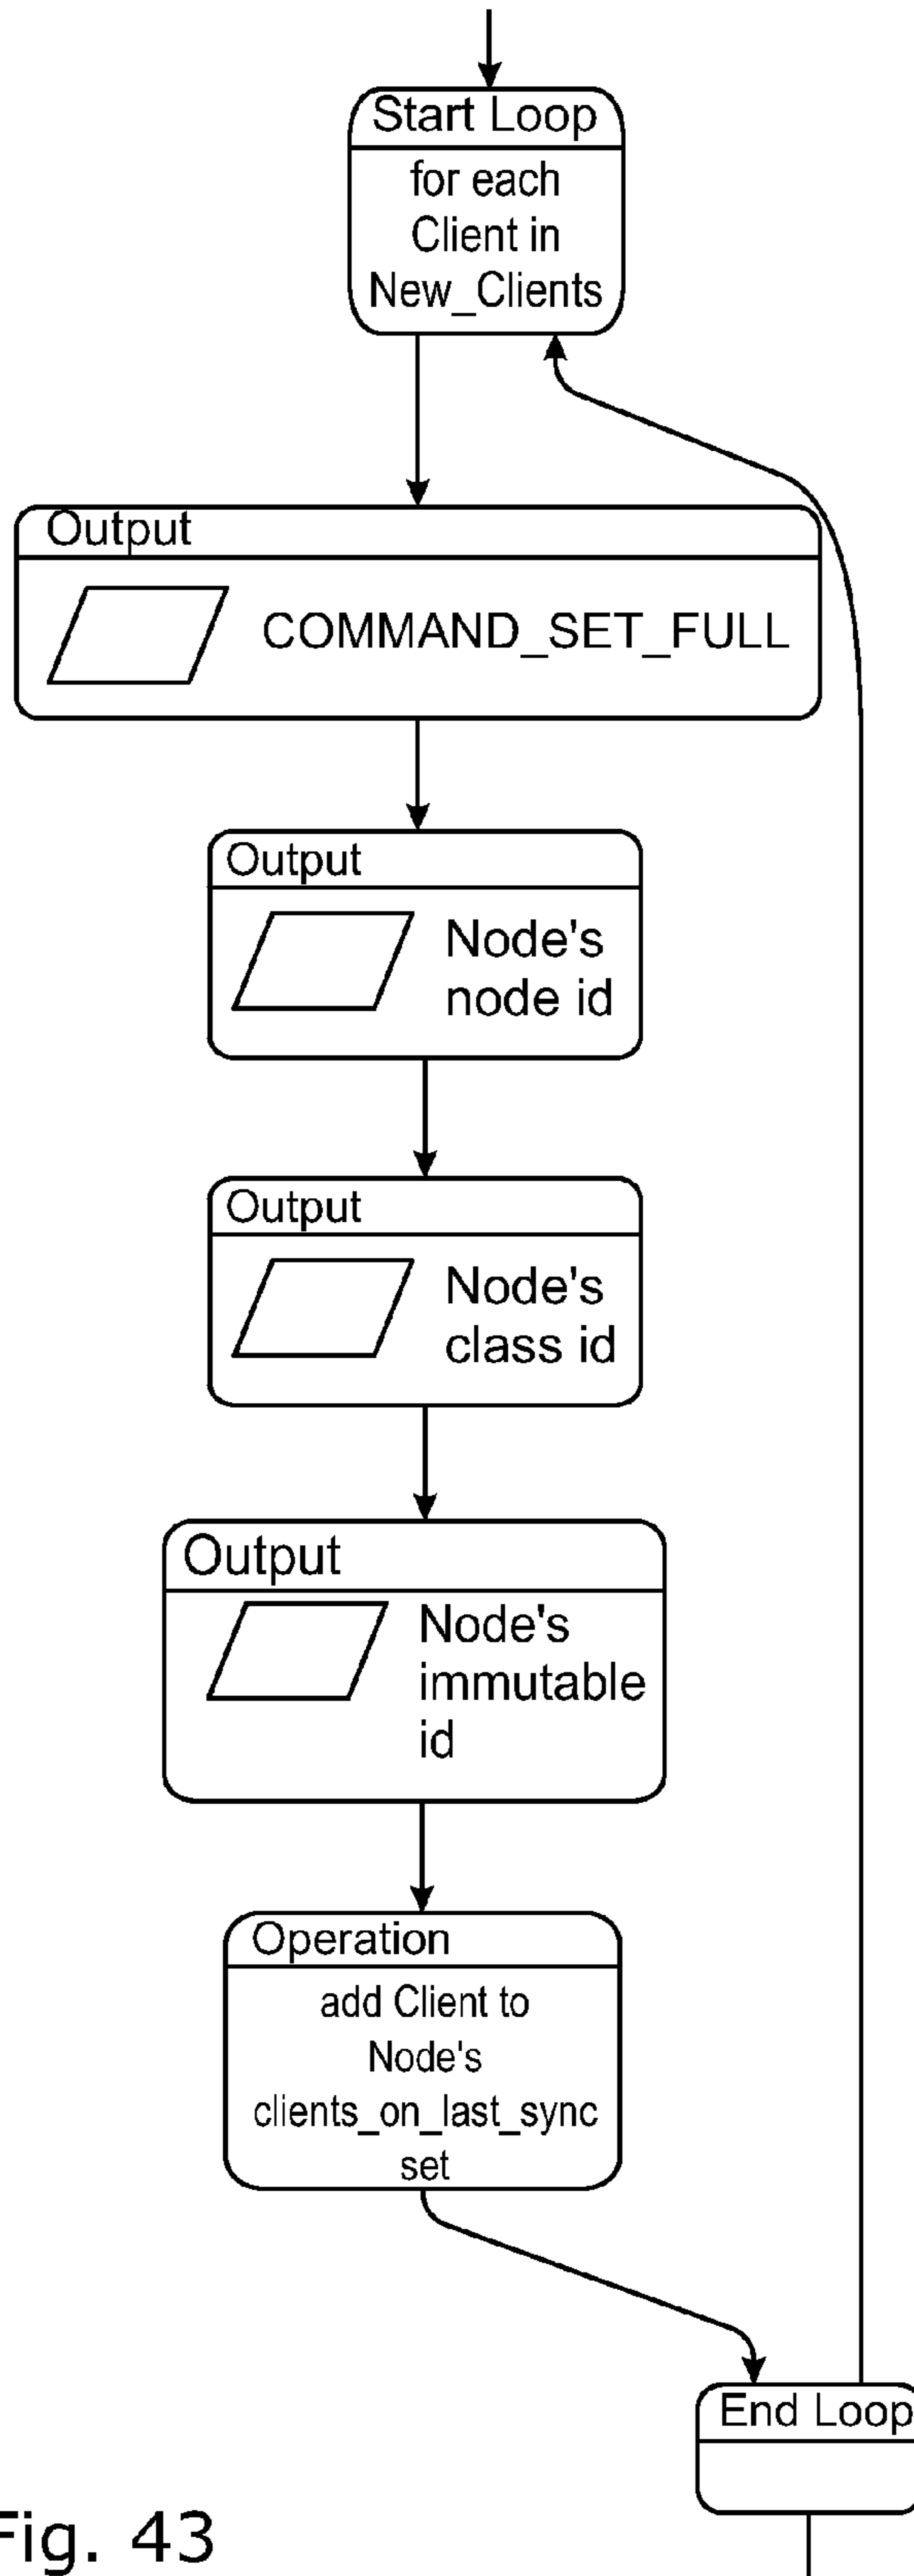 Start Loop
for each
Client in
New_Clients
Output
COMMAND_SET_FULL
Output
Node's
node id
Output
Node's
class id
Output
Node's
immutable
id
Operation
add Client to
Node's
clients_on_last_sync
set
End Loop
Fig. 43